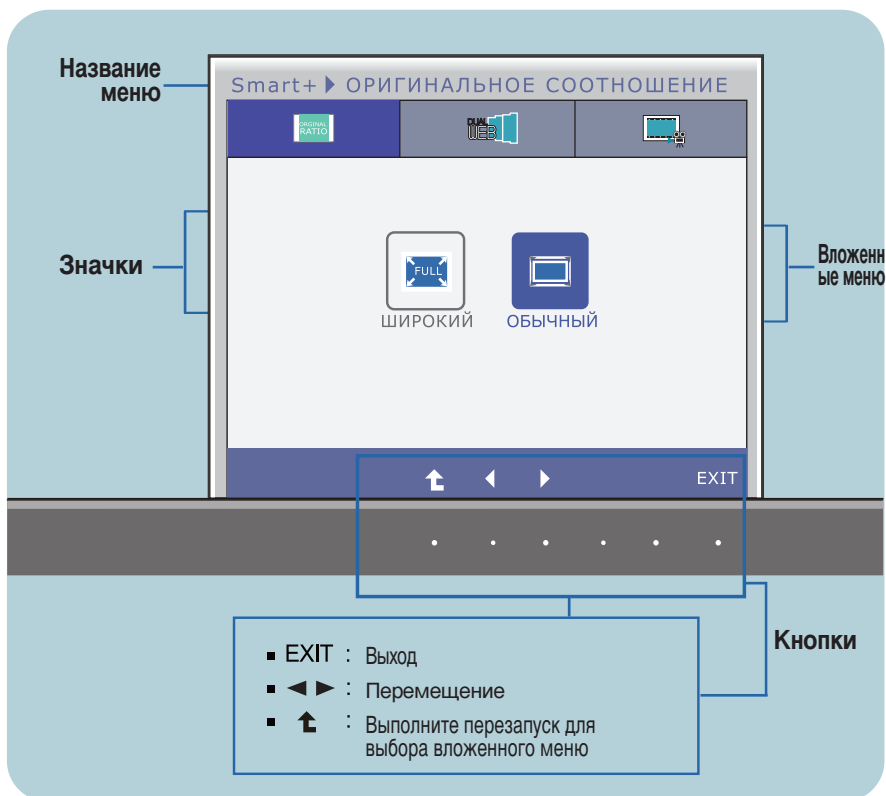 Название
меню
Smart+ ▶ ОРИГИНАЛЬНОЕ СООТНОШЕНИЕ
ORGINAL
RATIO
DUAL
WEB
Значки
FULL
ШИРОКИЙ
ОБЫЧНЫЙ
Вложенн
ые меню
EXIT
Кнопки
■ EXIT : Выход
■ ◀ ▶ : Перемещение
■ : Выполните перезапуск для
выбора вложенного меню